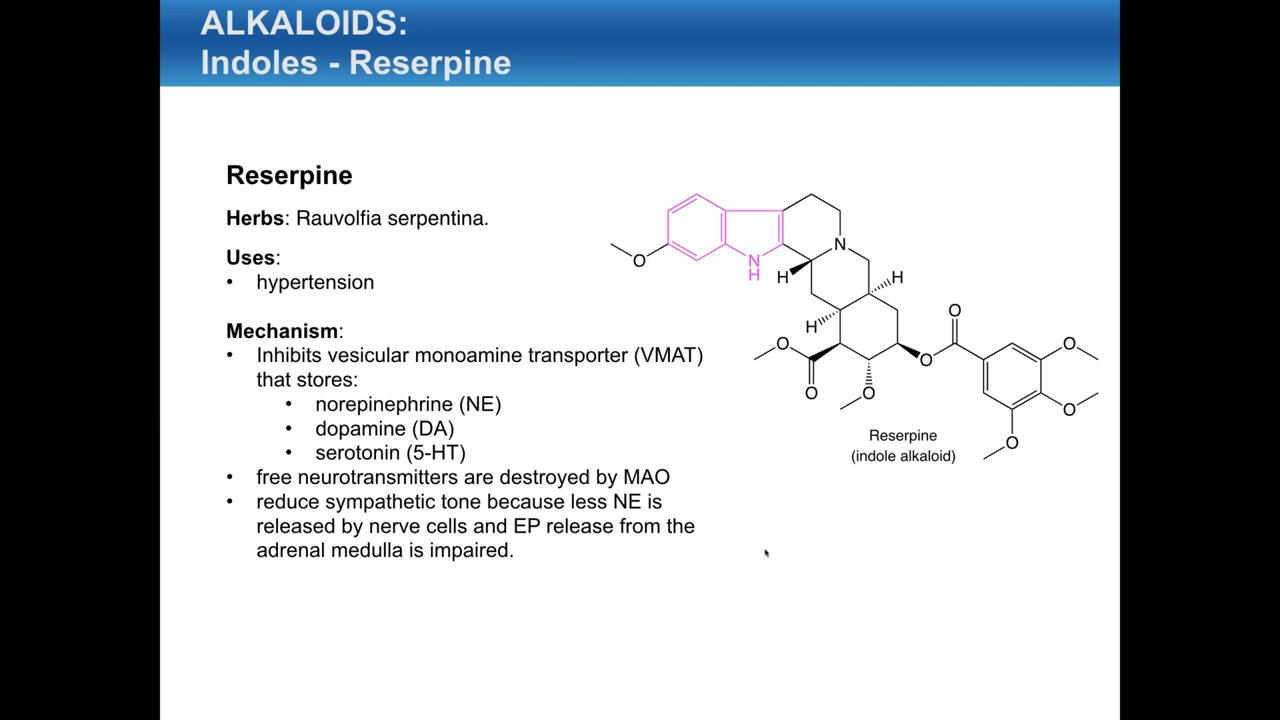 ALKALOIDS:
Indoles - Reserpine
Reserpine
Herbs: Rauvolfia serpentina.
Uses:
• hypertension
Mechanism:
• Inhibits vesicular monoamine transporter (VMAT)
that stores:
• norepinephrine (NE)
• dopamine (DA)
• serotonin (5-HT)
• free neurotransmitters are destroyed by MAO
• reduce sympathetic tone because less NE is
released by nerve cells and EP release from the
adrenal medulla is impaired.
N
O
N
H
H
H
H
O
O
O
O
O
O
O
O
Reserpine
(indole alkaloid)